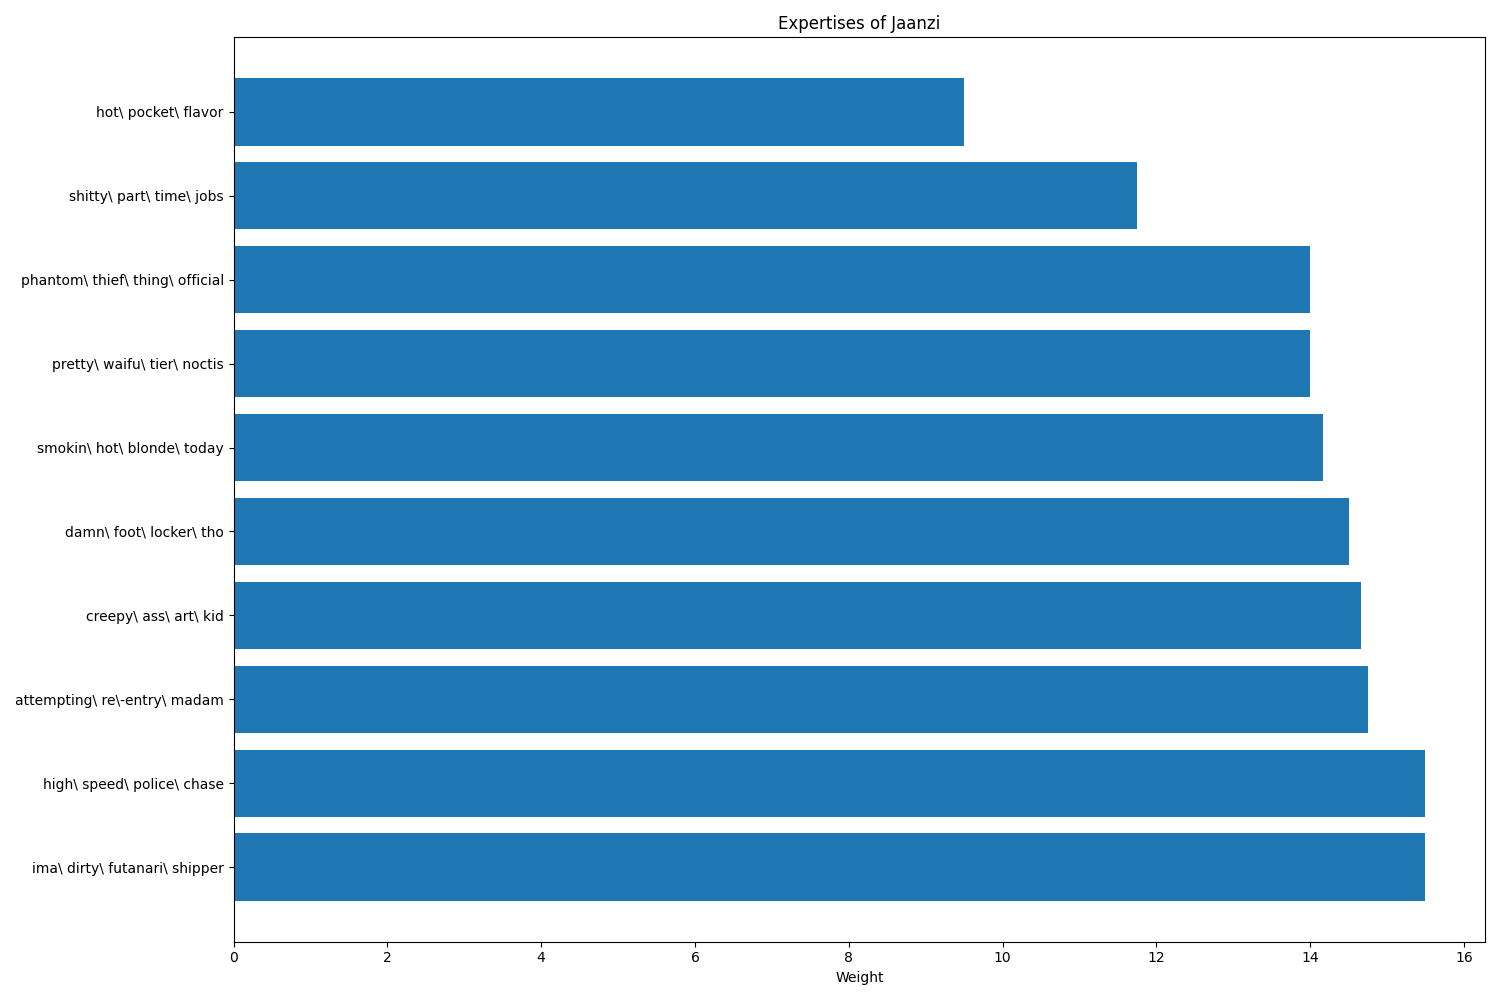 Expertises of Jaanzi
hot\ pocket\ flavor
shitty\ part\ time\ jobs
phantom\ thief\ thing\ official
pretty\ waifu\ tier\ noctis
smokin\ hot\ blonde\ today
damn\ foot\ locker\ tho
creepy\ ass\ art\ kid
attempting\ re\-entry\ madam
high\ speed\ police\ chase
ima\ dirty\ futanari\ shipper
0 2 4 6 8 10 12 14 16
Weight